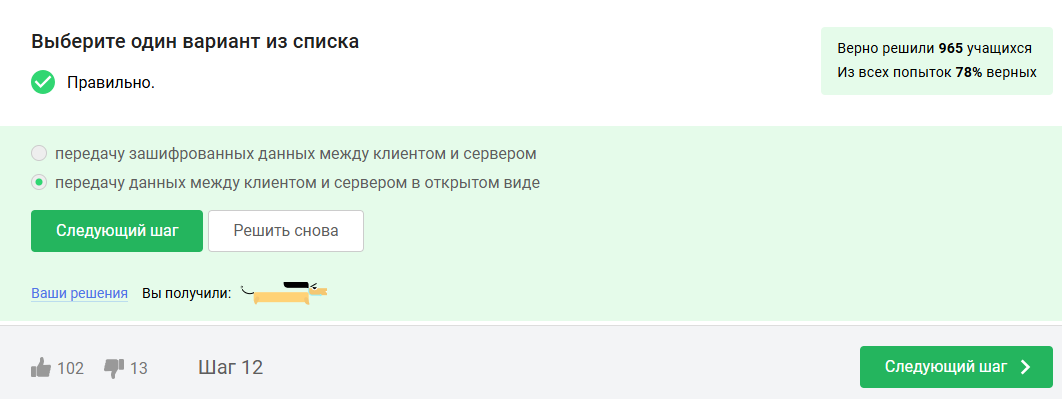 Выберите один вариант из списка
Верно решили 965 учащихся
Из всех попыток 78% верных
Правильно.
передачу зашифрованных данных между клиентом и сервером
передачу данных между клиентом и сервером в открытом виде
Следующий шаг
Решить снова
Ваши решения Вы получили:
102
13
Шаг 12
Следующий шаг